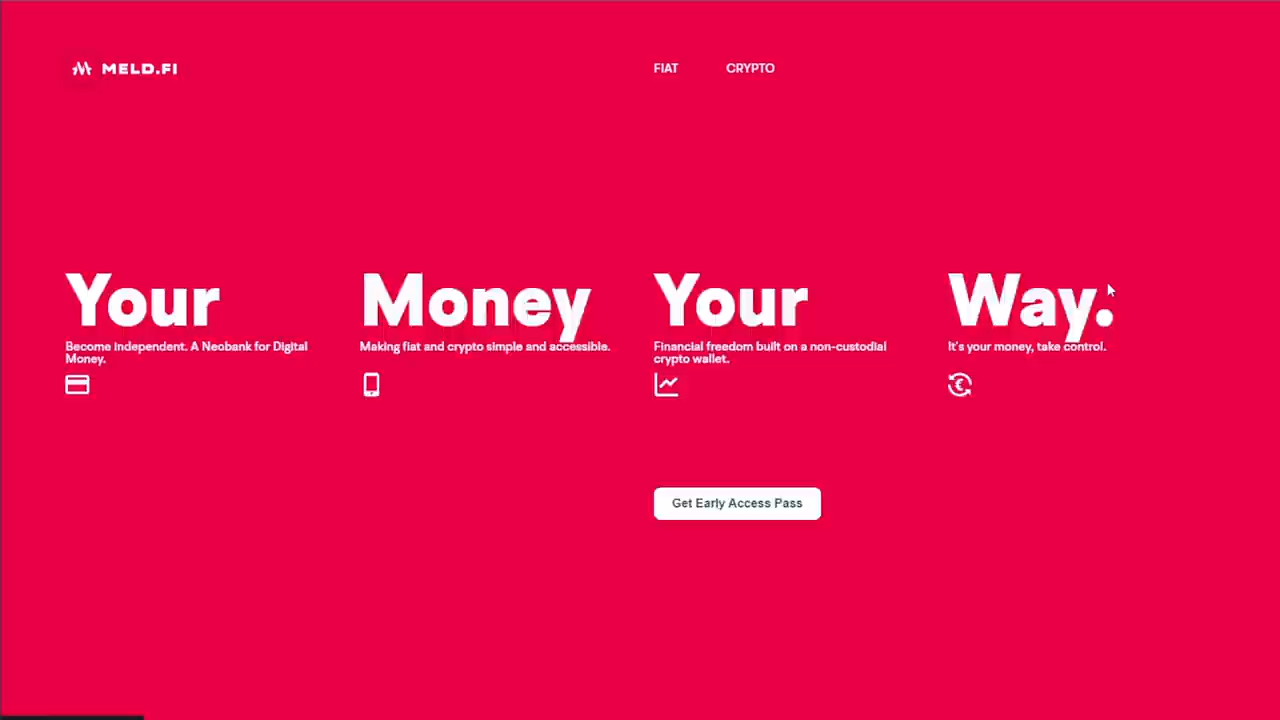 MELD.FI
FIAT
CRYPTO
Your
Become independent. A Neobank for Digital
Money.
Money
Making fiat and crypto simple and accessible.
Your
Financial freedom built on a non-custodial
crypto wallet.
Way.
It's your money, take control.
Get Early Access Pass